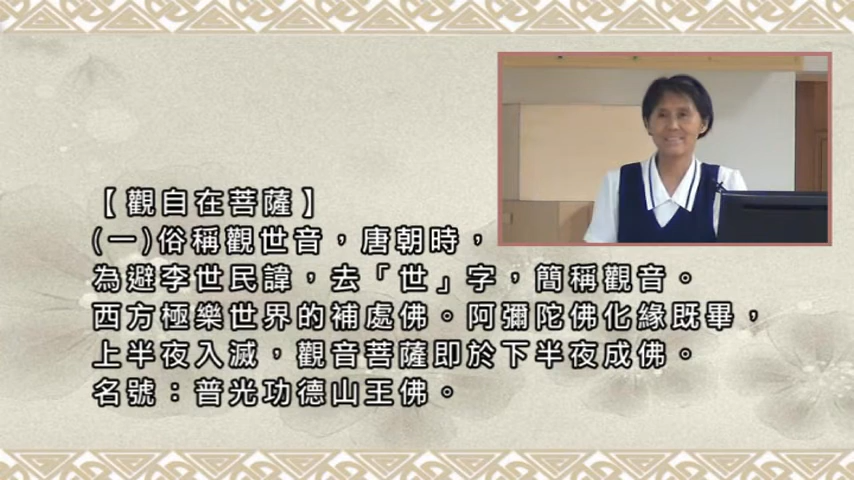 【觀自在菩薩】
(一)俗稱觀世音，唐朝時，
為避李世民諱，去「世」字，簡稱觀音。
西方極樂世界的補處佛。阿彌陀佛化緣既畢，
上半夜入滅，觀音菩薩即於下半夜成佛。
名號：普光功德山王佛。